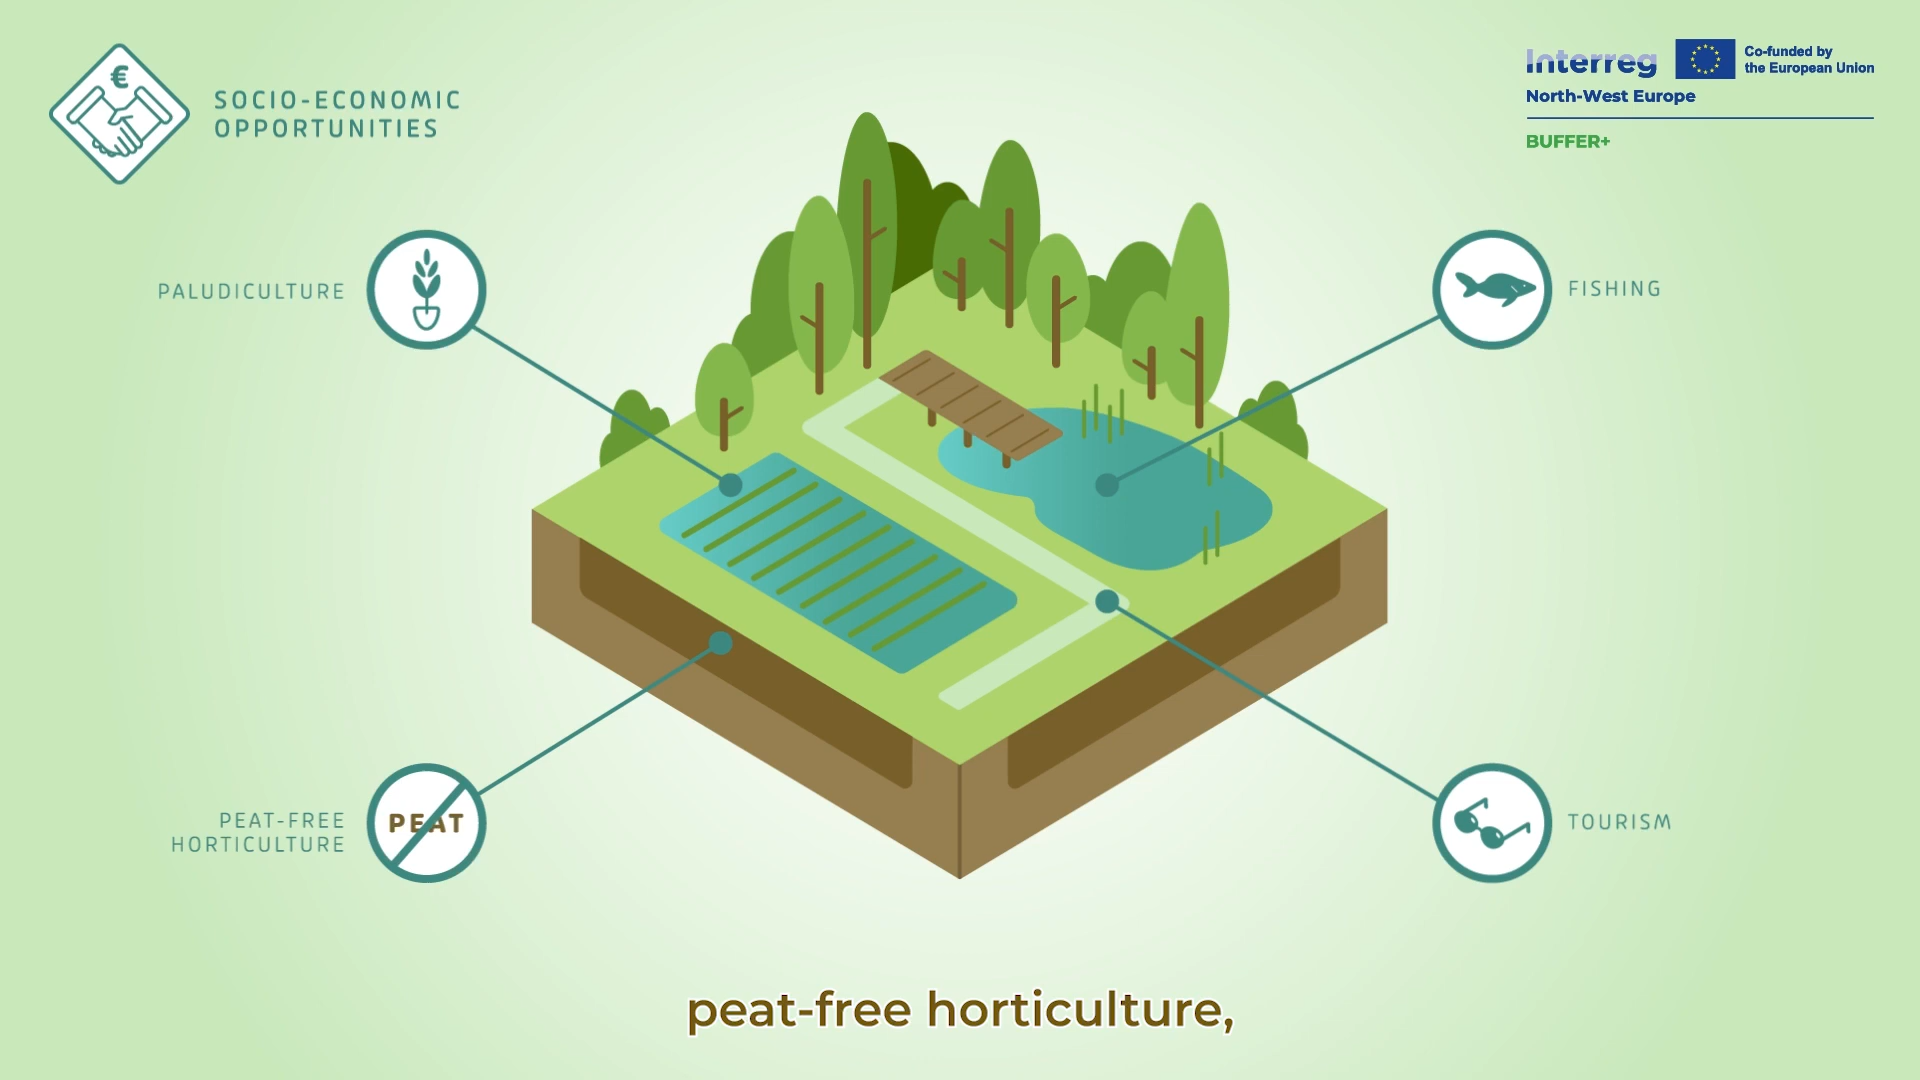 €
SOCIO-ECONOMIC
OPPORTUNITIES
Interreg
Co-funded by
the European Union
North-West Europe
BUFFER+
PALUDICULTURE
FISHING
PEAT-FREE
HORTICULTURE
PEAT
TOURISM
peat-free horticulture,